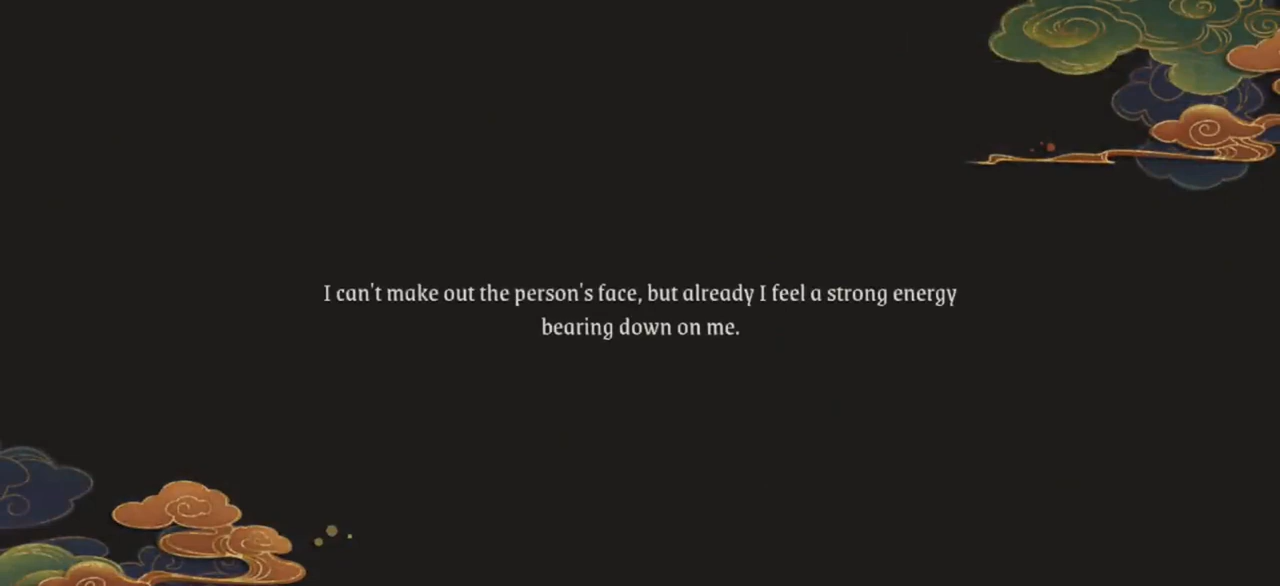 I can't make out the person's face, but already I feel a strong energy
bearing down on me.